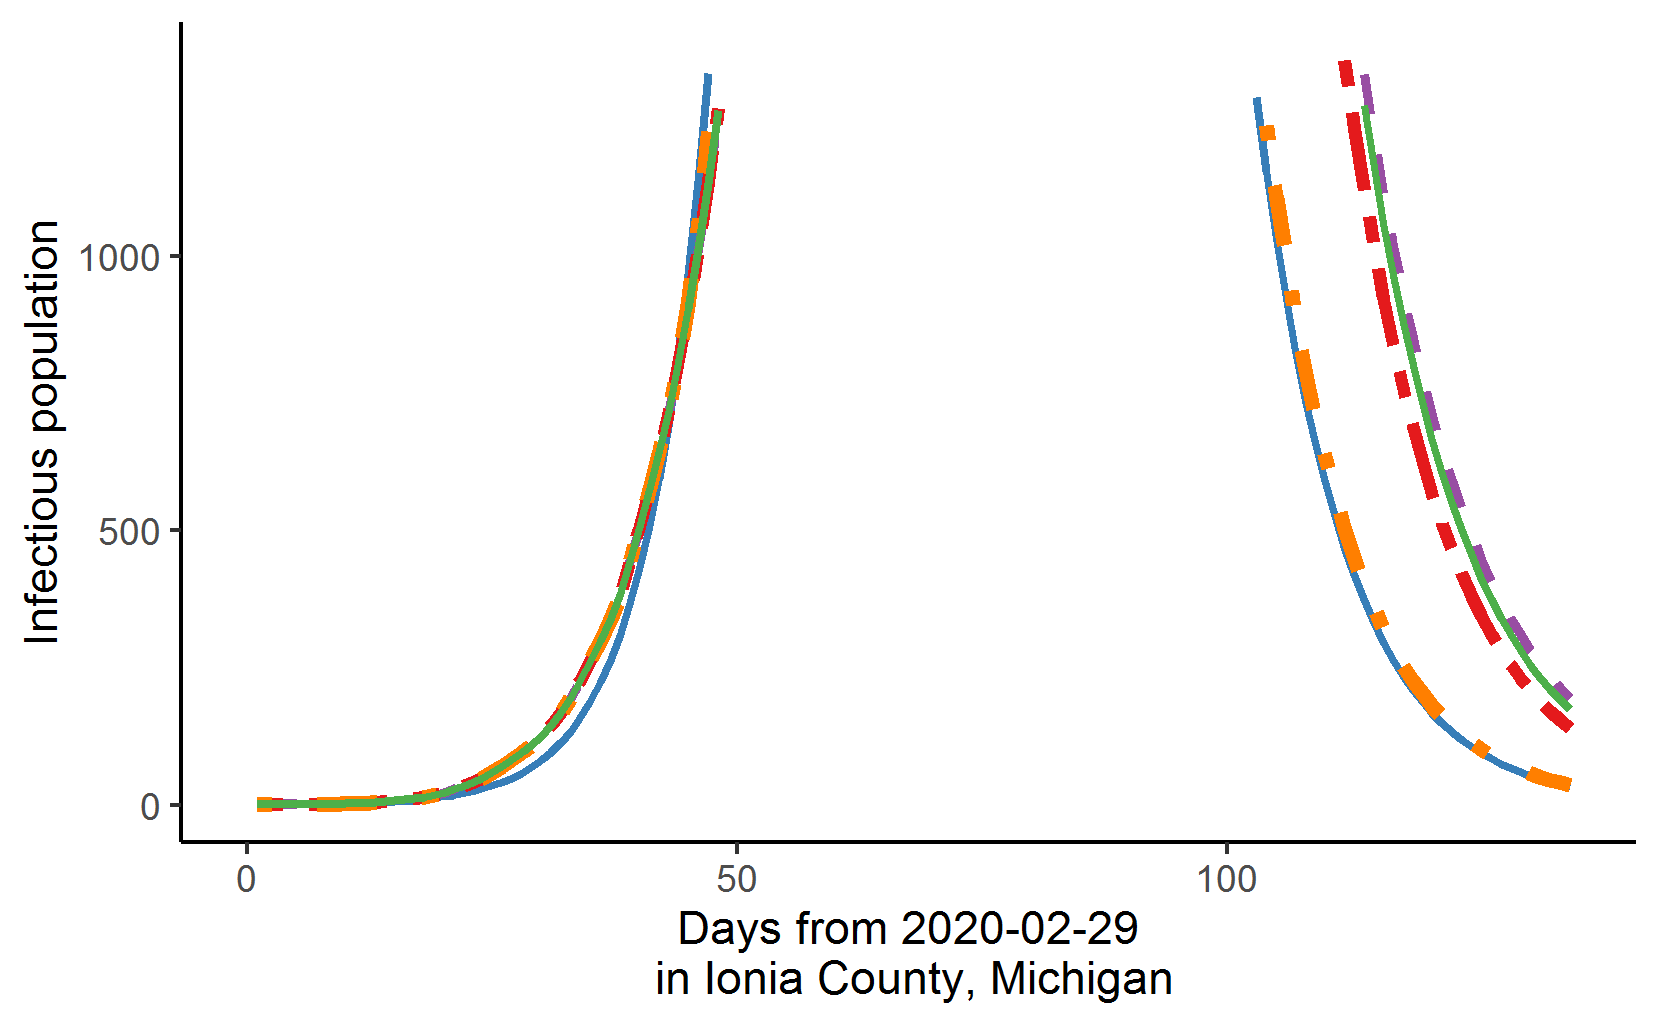 Infectious population
1000
500
0
0
50
100
Days from 2020-02-29
in Ionia County, Michigan